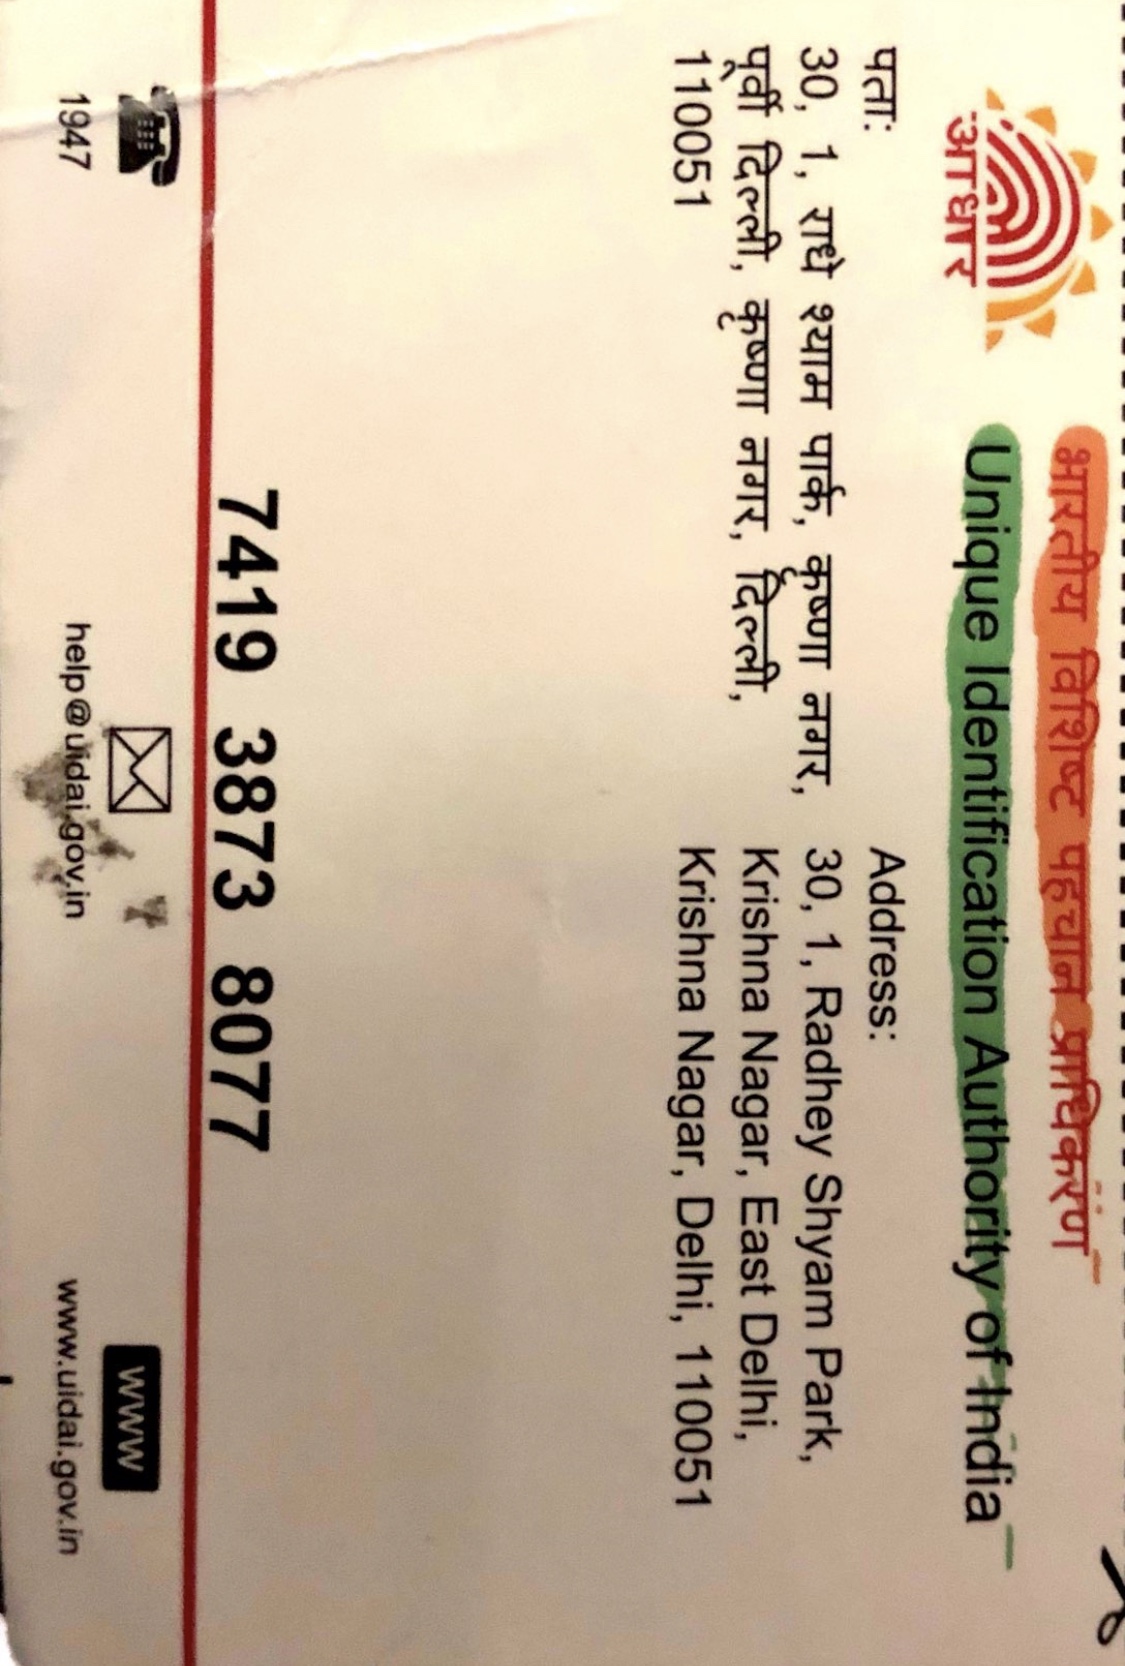 भारतीय विशिष्ट पहचान प्राधिकरण
आधार
Unique Identification Authority of India
पता:
30, 1, राधे श्याम पार्क, कृष्णा नगर,
पूर्वी दिल्ली, कृष्णा नगर, दिल्ली,
110051
Address:
30, 1, Radhey Shyam Park,
Krishna Nagar, East Delhi,
Krishna Nagar, Delhi, 110051
7419 3873 8077
1947
help@uidai.gov.in
www
www.uidai.gov.in